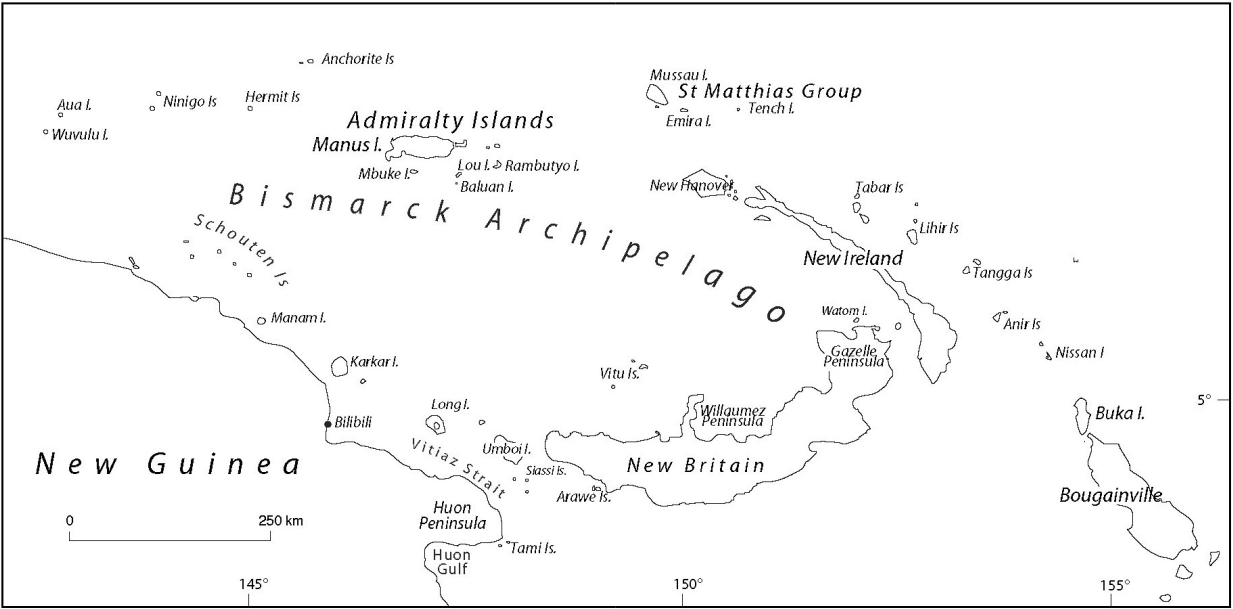 Anchorite Is
Mussau I.
St Matthias Group
Aua I.
Ninigo Is
Hermit Is
Tench I.
Emira I.
Wuvulu I.
Admiralty Islands
Manus I.
Lou I.
Rambutyo I.
Mbuke I.
Baluan I.
New Hanover
Tabar Is
Bismarck Archipelago
Schouten Is
Lihir Is
New Ireland
Tangga Is
Manam I.
Watom I.
Anir Is
Gazelle
Peninsula
Nissan I
Karkar I.
Vitu Is.
5°
Long I.
Willaumez
Peninsula
Buka I.
Bilibili
Vitiaz Strait
Umboi I.
New Guinea
Siassi Is.
New Britain
Arawe Is.
Bougainville
Huon
Peninsula
0
250 km
Tami Is.
Huon
Gulf
145°
150°
155°